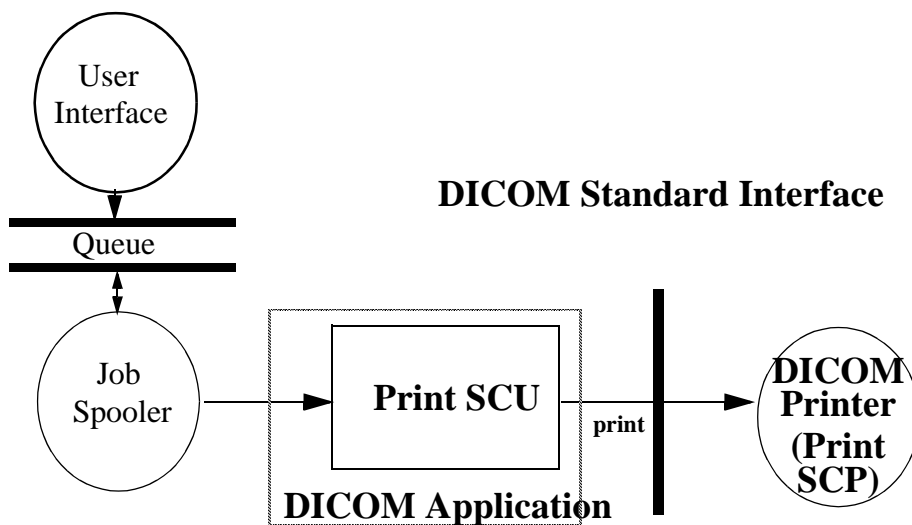 User
Interface
DICOM Standard Interface
Queue
Job
Spooler
Print SCU
print
DICOM
Printer
(Print
SCP)
DICOM Application